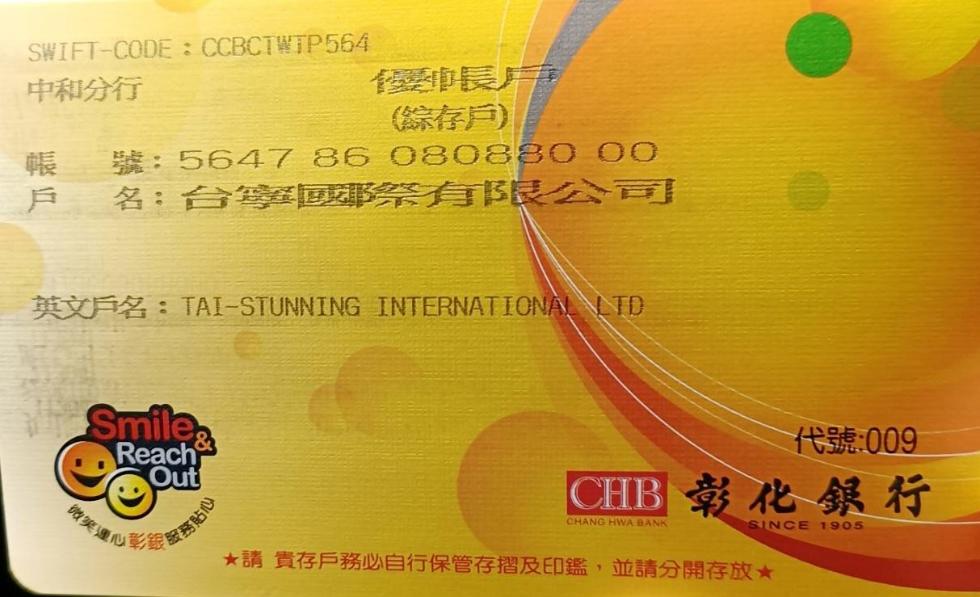 SWIFT-CODE：CCBCTWTP564
中和分行
優帳戶
(綜存戶)
帳 號：5647 86 080880 00
戶 名：台寧國際有限公司
英文戶名：TAI-STUNNING INTERNATIONAL LTD
Smile &
Reach
Out
微笑連心彰銀服務貼心
代號:009
CHB 彰化銀行
CHANG HWA BANK SINCE 1905
★請 貴存戶務必自行保管存摺及印鑑，並請分開存放★